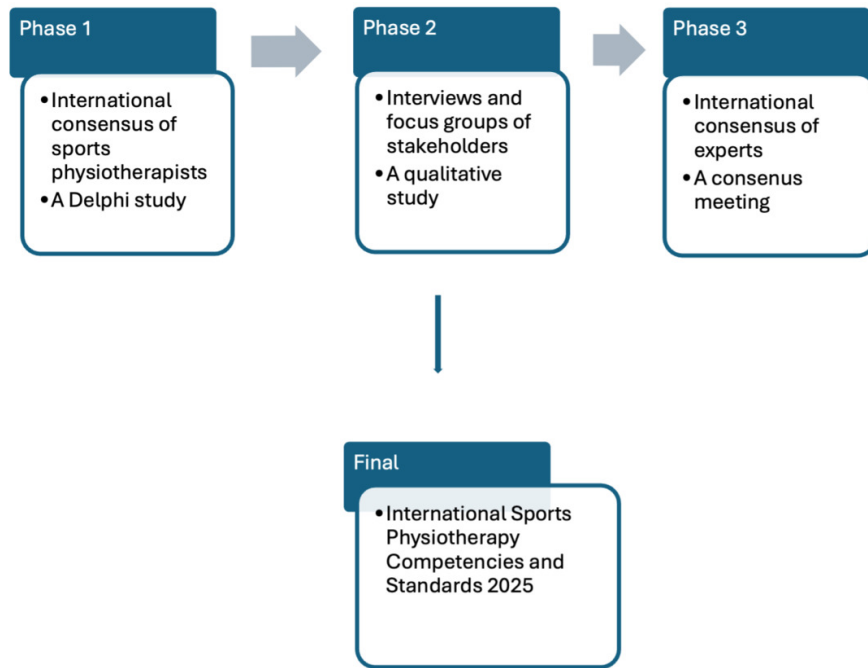 Phase 1
•International
consensus of
sports
physiotherapists
•A Delphi study
Phase 2
•Interviews and
focus groups of
stakeholders
•A qualitative
study
Phase 3
•International
consensus of
experts
•A consenus
meeting
Final
•International Sports
Physiotherapy
Competencies and
Standards 2025